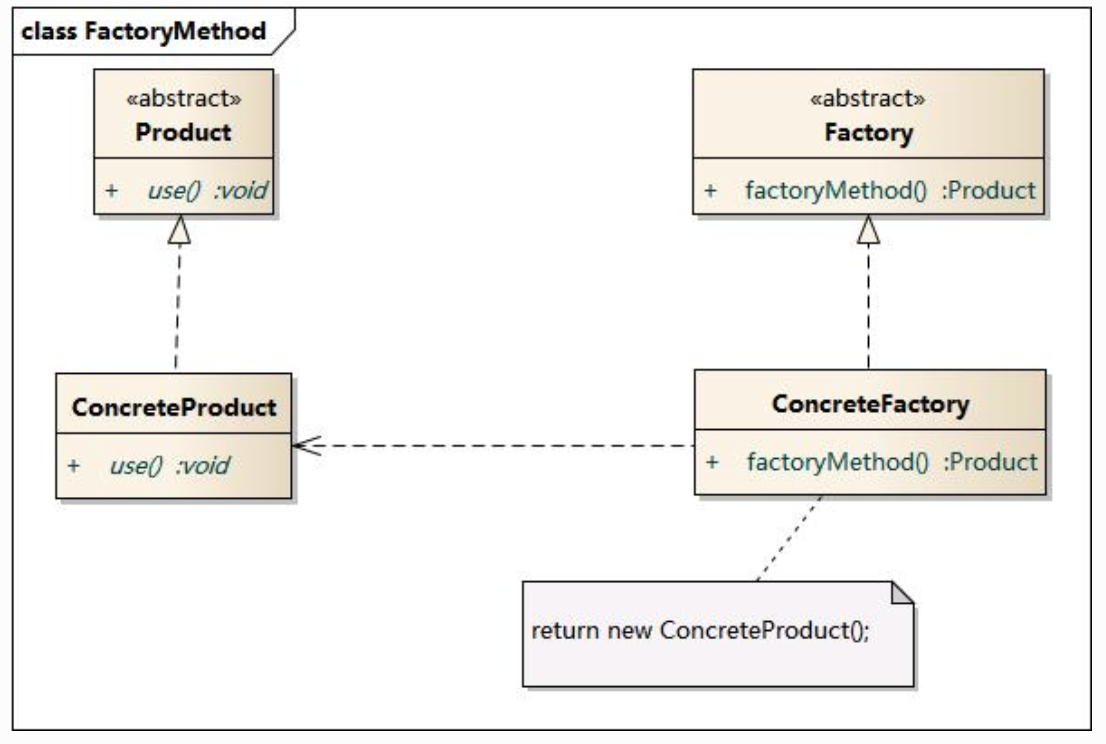 class FactoryMethod
«abstract»
Product
+ use() :void
«abstract»
Factory
+ factoryMethod() :Product
ConcreteProduct
+ use() :void
ConcreteFactory
+ factoryMethod() :Product
return new ConcreteProduct();